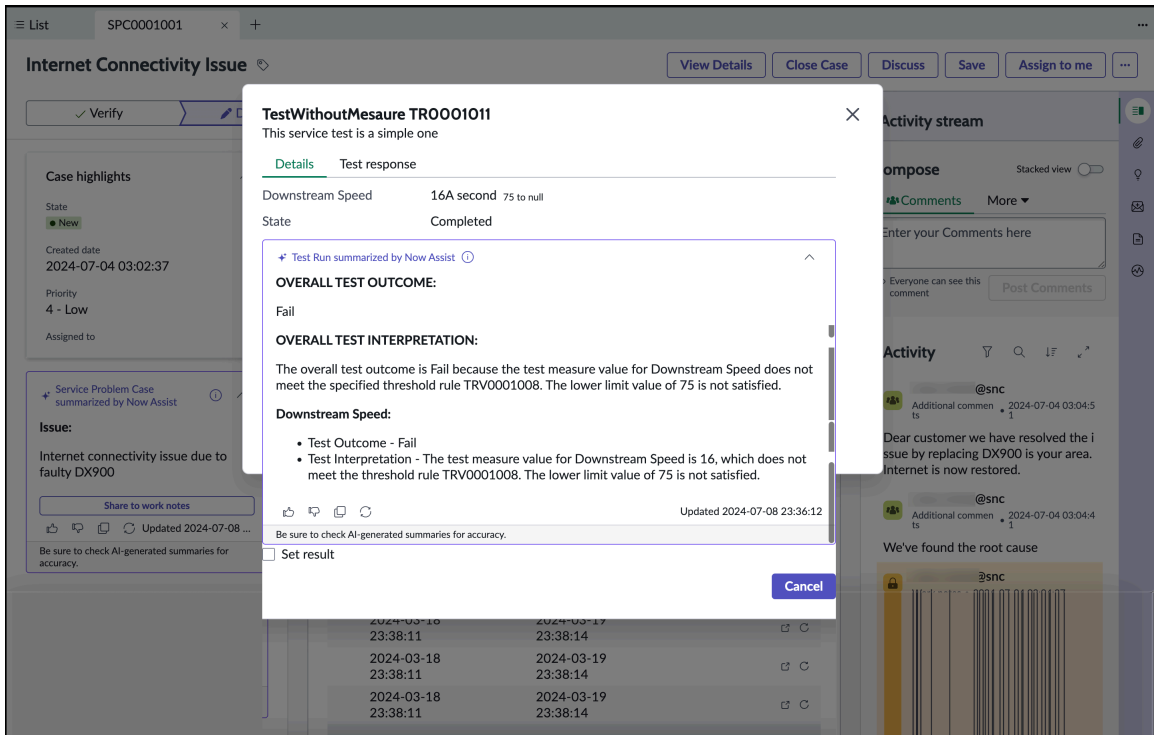 List
SPC0001001
Internet Connectivity Issue
View Details
Close Case
Discuss
Save
Assign to me
Verify
TestWithoutMesaure TR0001011
This service test is a simple one
Details
Test response
Downstream Speed
16A second 75 to null
State
Completed
Test Run summarized by Now Assist
OVERALL TEST OUTCOME:
Fail
OVERALL TEST INTERPRETATION:
The overall test outcome is Fail because the test measure value for Downstream Speed does not
meet the specified threshold rule TRV0001008. The lower limit value of 75 is not satisfied.
Downstream Speed:
• Test Outcome - Fail
• Test Interpretation - The test measure value for Downstream Speed is 16, which does not
meet the threshold rule TRV0001008. The lower limit value of 75 is not satisfied.
Updated 2024-07-08 23:36:12
Be sure to check AI-generated summaries for accuracy.
Set result
Cancel
Case highlights
State
New
Created date
2024-07-04 03:02:37
Priority
4 - Low
Assigned to
Service Problem Case
summarized by Now Assist
Issue:
Internet connectivity issue due to
faulty DX900
Share to work notes
Updated 2024-07-08 ...
Be sure to check AI-generated summaries for
accuracy.
2024-03-18
2024-03-19
23:38:11
23:38:14
2024-03-18
2024-03-19
23:38:11
23:38:14
2024-03-18
2024-03-19
23:38:11
23:38:14
Activity stream
ompose
Stacked view
Comments
More
Enter your Comments here
Everyone can see this
comment
Post Comments
Activity
@snc
Additional commen • 2024-07-04 03:04:5
ts 1
Dear customer we have resolved the i
ssue by replacing DX900 is your area.
Internet is now restored.
@snc
Additional commen • 2024-07-04 03:04:4
ts 1
We've found the root cause
@snc